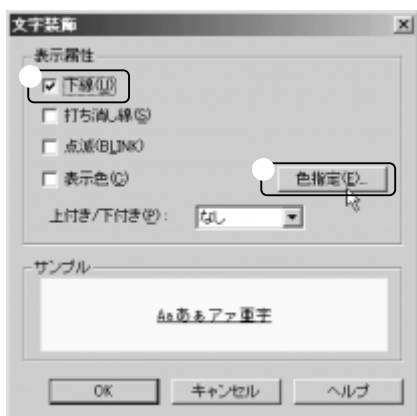 文字装飾
表示属性
下線(U)
打ち消し線(S)
点滅(BLINK)
表示色(C) 色指定(E)...
上付き/下付き(P): なし
サンプル
Aaあぁアァ亜宇
OK キャンセル ヘルプ